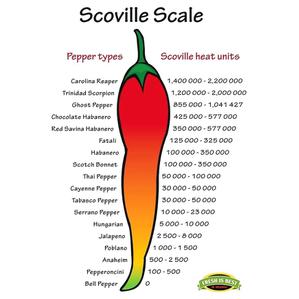 Scoville Scale
Pepper types Scoville heat units
Carolina Reaper 1,400 000 - 2,200 000
Trinidad Scorpion 1,200 000 - 2,000 000
Ghost Pepper 855 000 - 1,041 427
Chocolate Habanero 425 000 - 577 000
Red Savina Habanero 350 000 - 577 000
Fatali 125 000 - 325 000
Habanero 100 000 - 350 000
Scotch Bonnet 100 000 - 350 000
Thai Pepper 50 000 - 100 000
Cayenne Pepper 30 000 - 50 000
Tabasco Pepper 30 000 - 50 000
Serrano Pepper 10 000 - 23 000
Hungarian 5 000 - 10 000
Jalapeno 2 500 - 8 000
Poblano 1 000 - 1 500
Anaheim 500 - 2 500
Pepperoncini 100 - 500
Bell Pepper 0
FRESH IS BEST